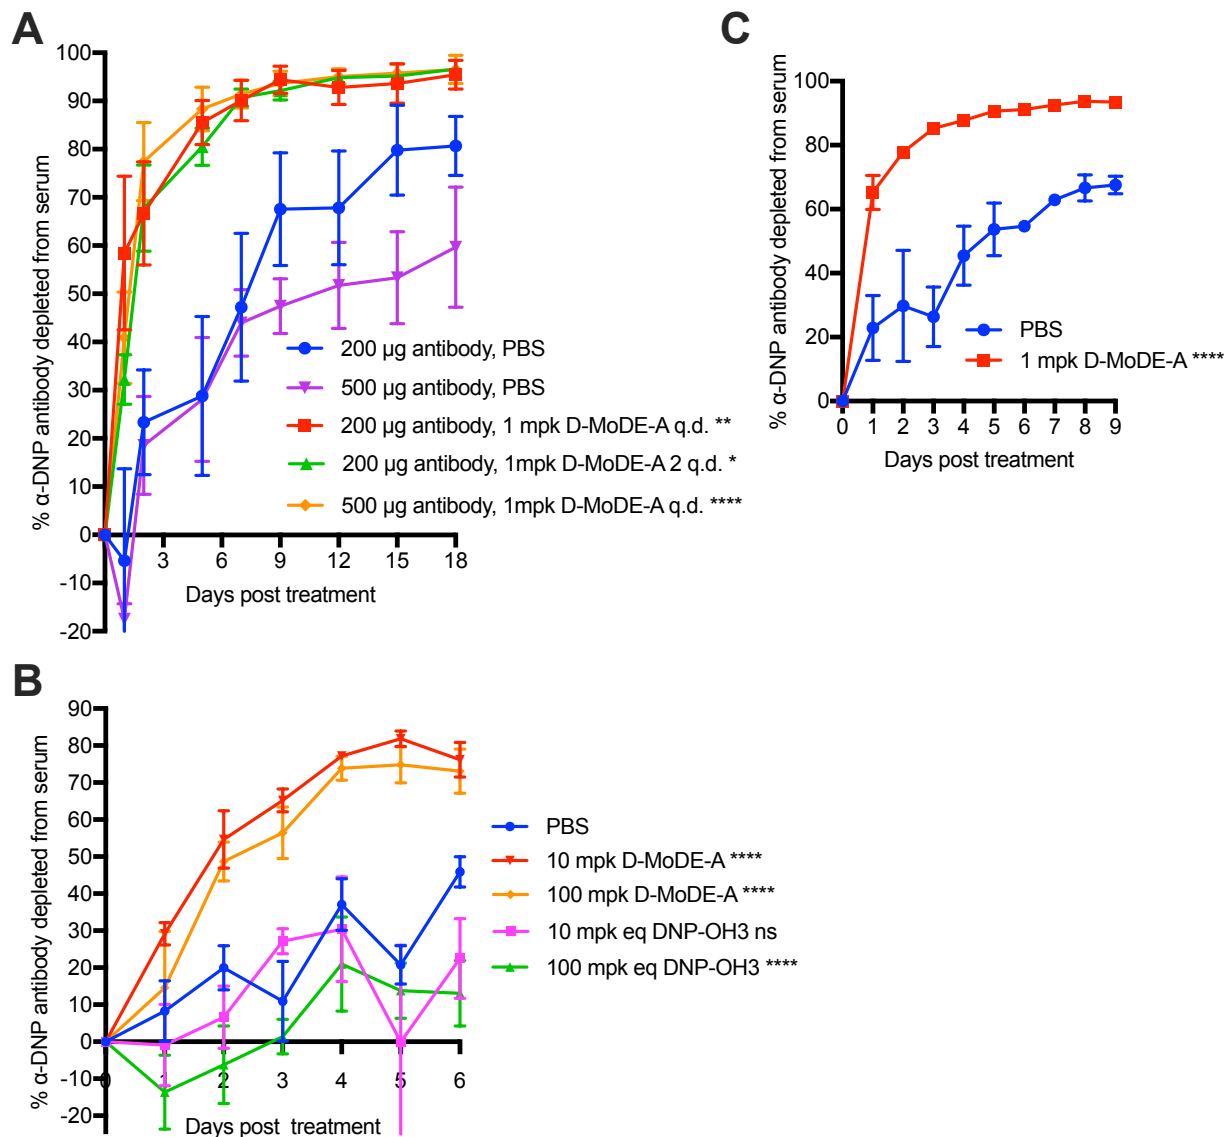 A
% α-DNP antibody depleted from serum
100
90
80
70
60
50
40
30
20
10
0
-10
-20
3
6
9
12
15
18
Days post treatment
200 µg antibody, PBS
500 µg antibody, PBS
200 µg antibody, 1 mpk D-MoDE-A q.d. **
200 µg antibody, 1mpk D-MoDE-A 2 q.d. *
500 µg antibody, 1mpk D-MoDE-A q.d. ****
C
% α-DNP antibody depleted from serum
100
80
60
40
20
0
0 1 2 3 4 5 6 7 8 9
Days post treatment
PBS
1 mpk D-MoDE-A ****
B
% α-DNP antibody depleted from serum
90
80
70
60
50
40
30
20
10
0
-10
-20
0 1 2 3 4 5 6
Days post treatment
PBS
10 mpk D-MoDE-A ****
100 mpk D-MoDE-A ****
10 mpk eq DNP-OH3 ns
100 mpk eq DNP-OH3 ****